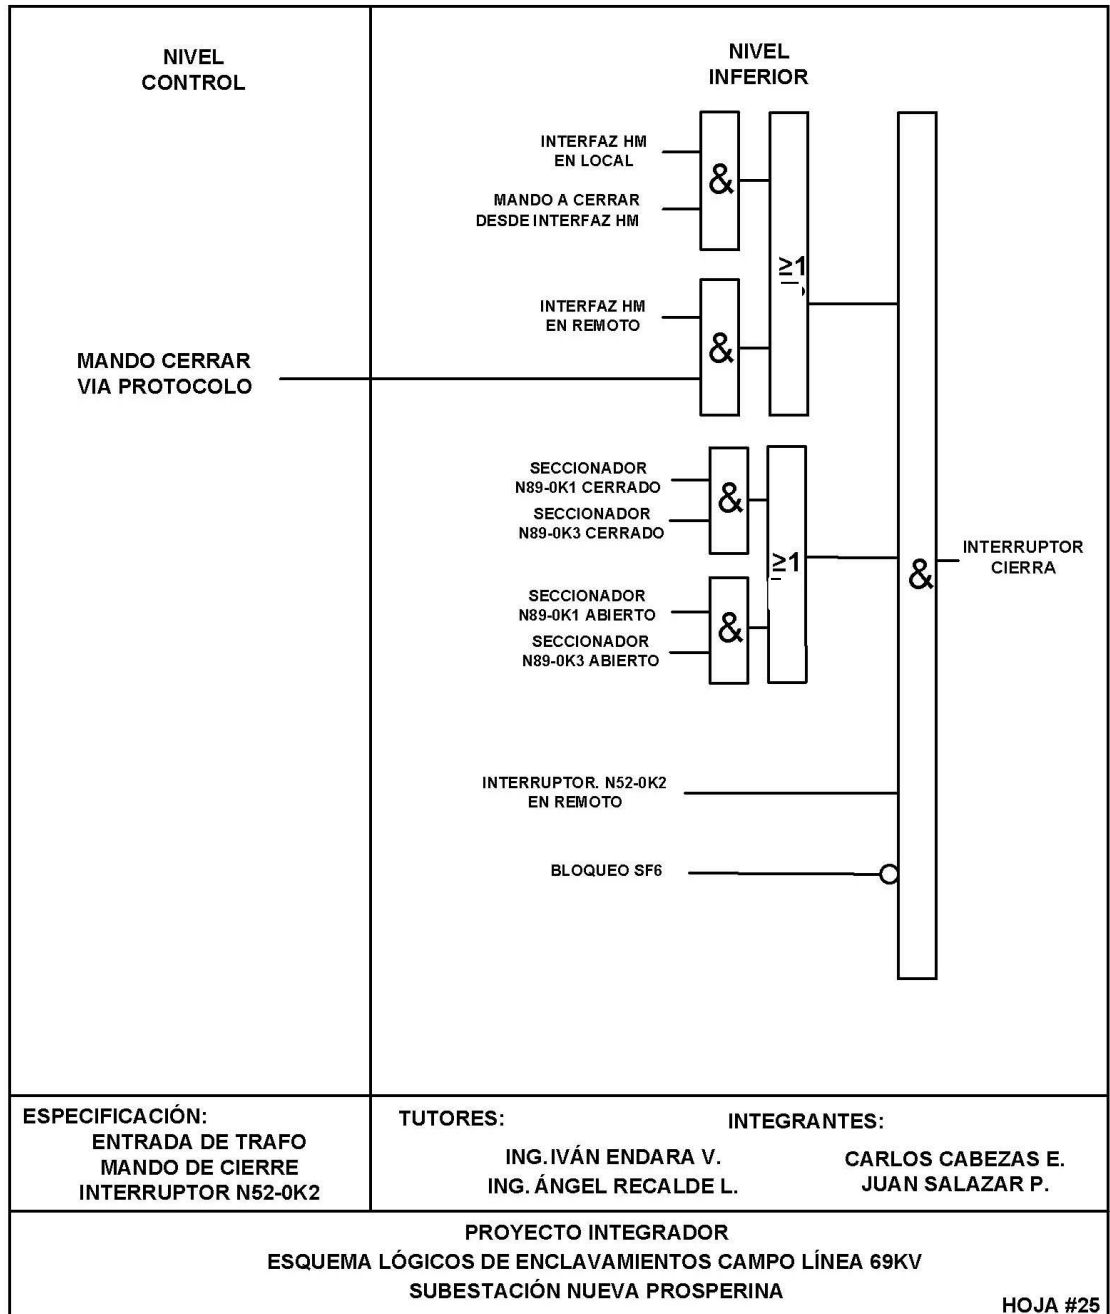 NIVEL
CONTROL
NIVEL
INFERIOR
INTERFAZ HM
EN LOCAL
MANDO A CERRAR
DESDE INTERFAZ HM
&
≥1
INTERFAZ HM
EN REMOTO
&
MANDO CERRAR
VIA PROTOCOLO
SECCIONADOR
N89-0K1 CERRADO
SECCIONADOR
N89-0K3 CERRADO
&
≥1
SECCIONADOR
N89-0K1 ABIERTO
SECCIONADOR
N89-0K3 ABIERTO
&
&
INTERRUPTOR
CIERRA
INTERRUPTOR. N52-0K2
EN REMOTO
BLOQUEO SF6
ESPECIFICACIÓN:
ENTRADA DE TRAFO
MANDO DE CIERRE
INTERRUPTOR N52-0K2
TUTORES:
ING.IVÁN ENDARA V.
ING. ÁNGEL RECALDE L.
INTEGRANTES:
CARLOS CABEZAS E.
JUAN SALAZAR P.
PROYECTO INTEGRADOR
ESQUEMA LÓGICOS DE ENCLAVAMIENTOS CAMPO LÍNEA 69KV
SUBESTACIÓN NUEVA PROSPERINA
HOJA #25